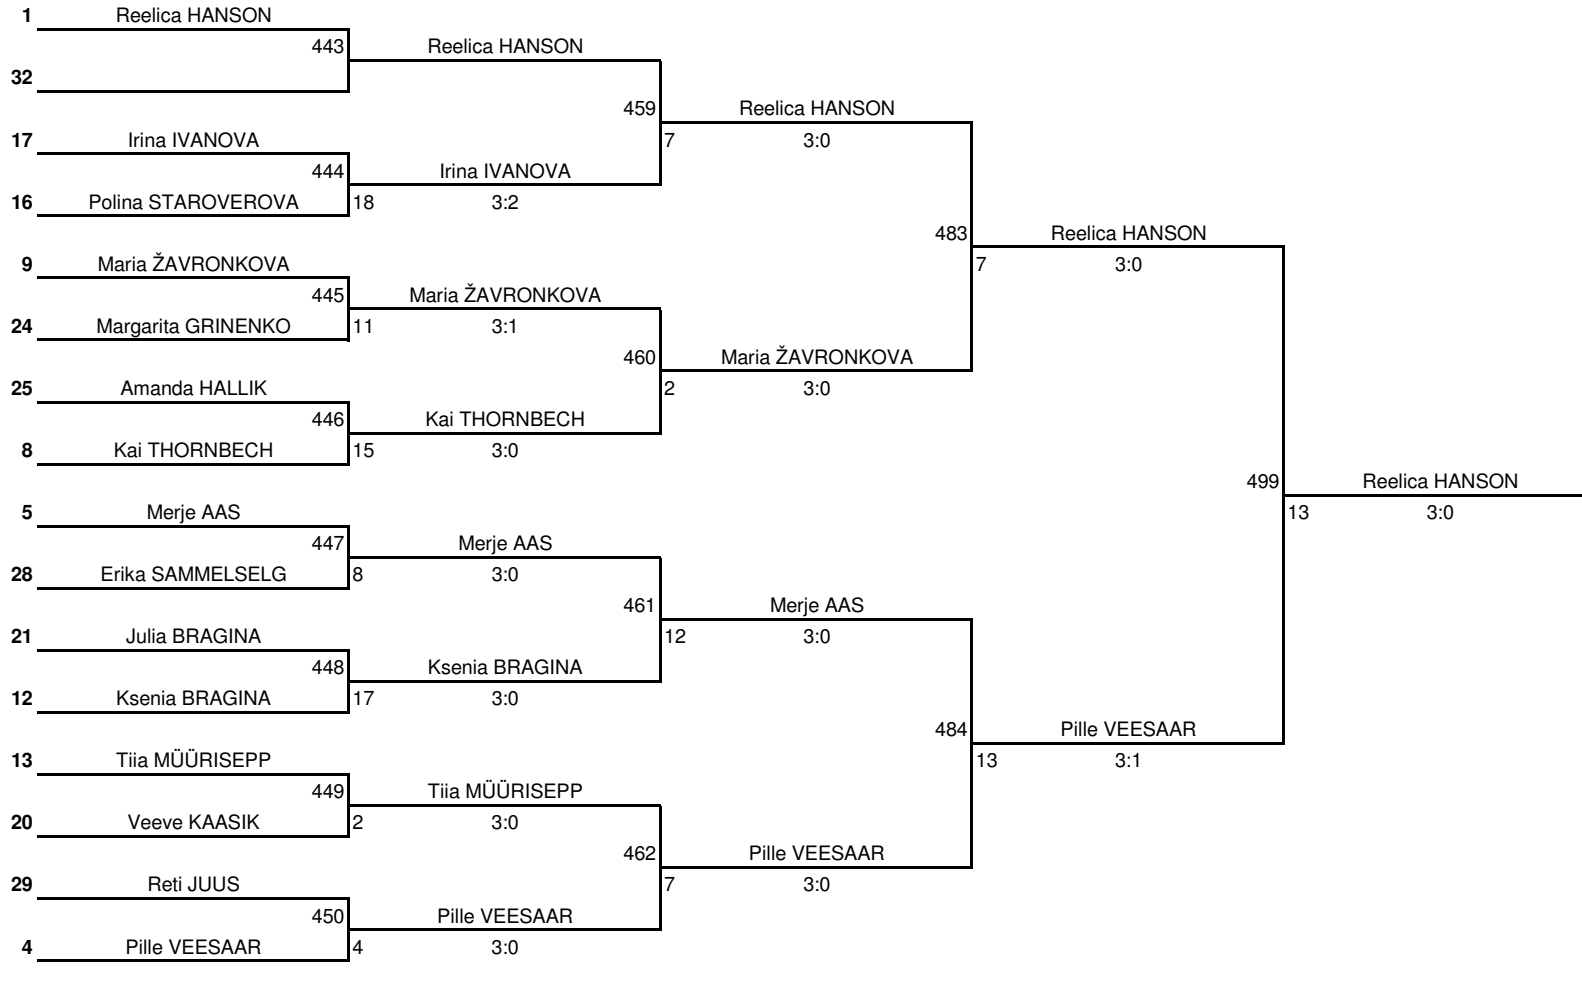 1 Reelica HANSON
443 Reelica HANSON
32
459 Reelica HANSON
17 Irina IVANOVA 7 3:0
444 Irina IVANOVA
16 Polina STAROVEROVA 18 3:2
483 Reelica HANSON
9 Maria ŽAVRONKOVA 7 3:0
445 Maria ŽAVRONKOVA
24 Margarita GRINENKO 11 3:1
460 Maria ŽAVRONKOVA
25 Amanda HALLIK 2 3:0
446 Kai THORNBECH
8 Kai THORNBECH 15 3:0
499 Reelica HANSON
5 Merje AAS 13 3:0
447 Merje AAS
28 Erika SAMMELSELG 8 3:0
461 Merje AAS
21 Julia BRAGINA 12 3:0
448 Ksenia BRAGINA
12 Ksenia BRAGINA 17 3:0
484 Pille VEESAAR
13 Tiia MÜÜRISEPP 13 3:1
449 Tiia MÜÜRISEPP
20 Veeve KAASIK 2 3:0
462 Pille VEESAAR
29 Reti JUUS 7 3:0
450 Pille VEESAAR
4 Pille VEESAAR 4 3:0